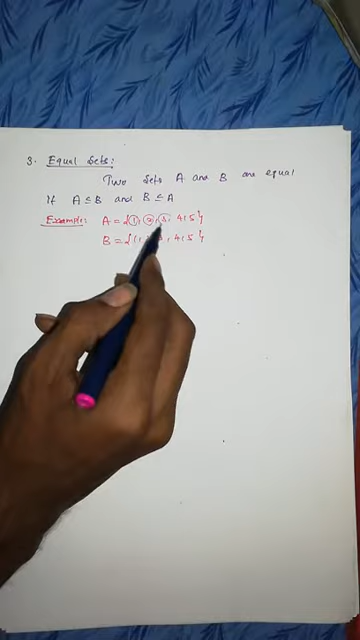 3. Equal Sets:
Two Sets A and B are equal
If A ⊆ B and B ⊆ A
Example: A = {1, 2, 3, 4, 5}
B = {1, 3, 4, 5}